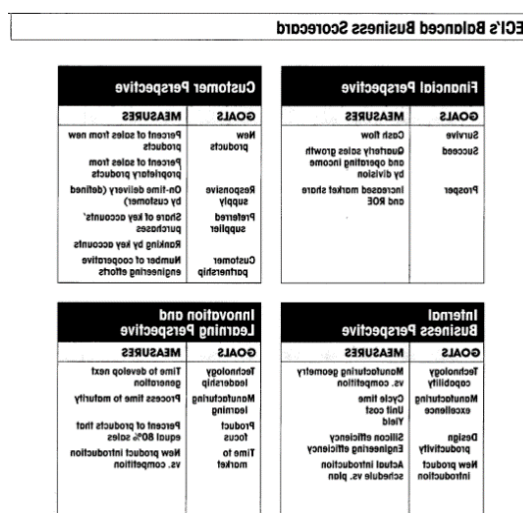 ECI's Balanced Business Scorecard
Financial Perspective
GOALS MEASURES
Survive Cash flow
Succeed Quarterly sales growth
and operating income
by division
Prosper Increased market share
and ROE
Customer Perspective
GOALS MEASURES
New Percent of sales from new
products products
Percent of sales from
proprietary products
Responsive On-time delivery (defined
supply by customer)
Preferred Share of key accounts'
supplier purchases
Ranking by key accounts
Customer Number of cooperative
partnership engineering efforts
Internal
Business Perspective
GOALS MEASURES
Technology Manufacturing geometry
capability vs. competition
Manufacturing Cycle time
excellence Unit cost
Yield
Design Silicon efficiency
productivity Engineering efficiency
New product Actual introduction
introduction schedule vs. plan
Innovation and
Learning Perspective
GOALS MEASURES
Technology Time to develop next
leadership generation
Manufacturing Process time to maturity
learning
Product Percent of products that
focus equal 80% sales
Time to New product introduction
market vs. competition